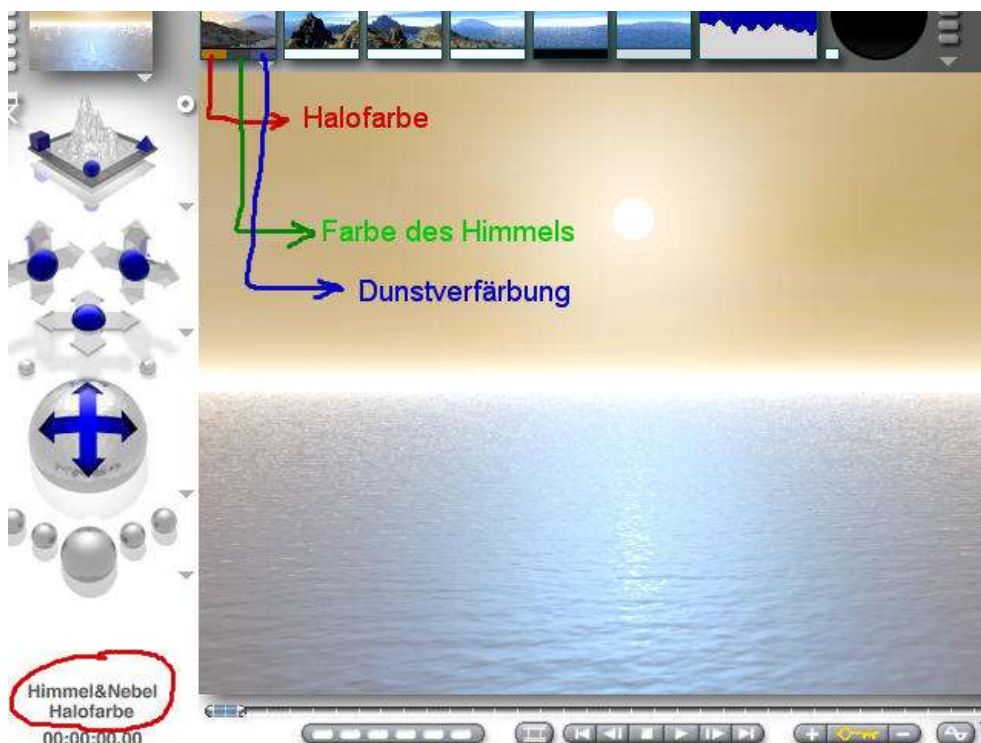 Halofarbe
Farbe des Himmels
Dunstverfärbung
Himmel&Nebel
Halofarbe
00:00:00.00